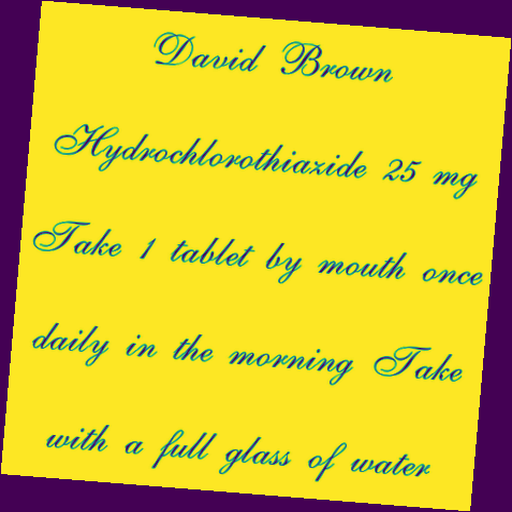 David Brown
Hydrochlorothiazide 25 mg
Take 1 tablet by mouth once
daily in the morning Take
with a full glass of water